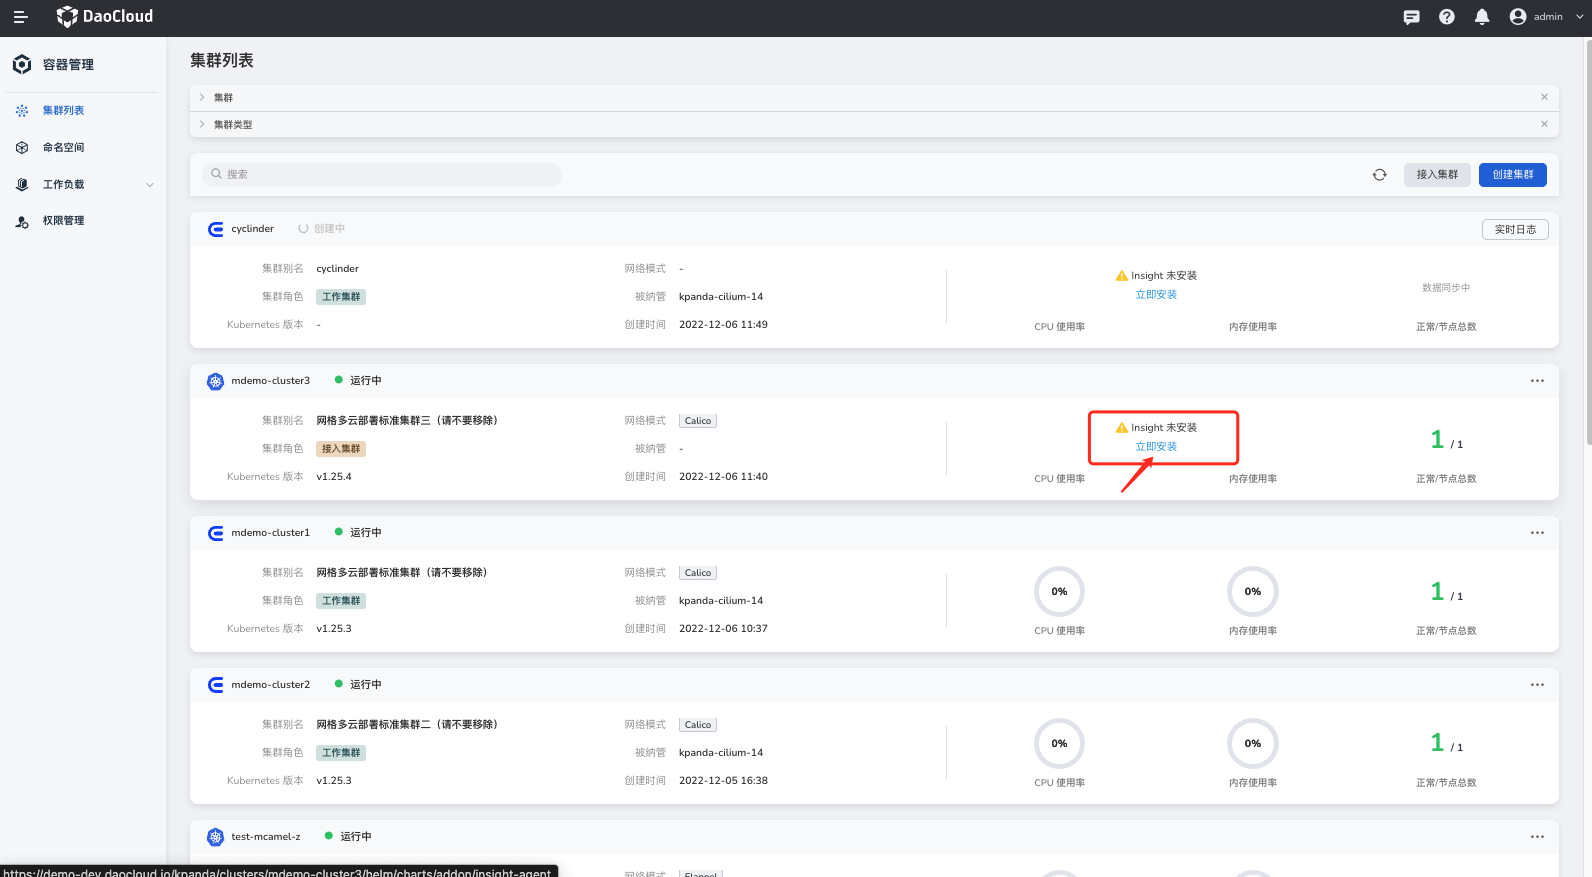 DaoCloud
admin
容器管理
集群列表
命名空间
工作负载
权限管理
集群列表
集群
集群类型
搜索
接入集群
创建集群
cyclinder 创建中 实时日志
集群别名 cyclinder 网络模式 -
集群角色 工作集群 被纳管 kpanda-cilium-14
Kubernetes 版本 - 创建时间 2022-12-06 11:49
Insight 未安装
立即安装
数据同步中
CPU 使用率 内存使用率 正常/节点总数
mdemo-cluster3 运行中
集群别名 网格多云部署标准集群三（请不要移除） 网络模式 Calico
集群角色 接入集群 被纳管 -
Kubernetes 版本 v1.25.4 创建时间 2022-12-06 11:40
Insight 未安装
立即安装
1 / 1
CPU 使用率 内存使用率 正常/节点总数
mdemo-cluster1 运行中
集群别名 网格多云部署标准集群（请不要移除） 网络模式 Calico
集群角色 工作集群 被纳管 kpanda-cilium-14
Kubernetes 版本 v1.25.3 创建时间 2022-12-06 10:37
0% 0% 1 / 1
CPU 使用率 内存使用率 正常/节点总数
mdemo-cluster2 运行中
集群别名 网格多云部署标准集群二（请不要移除） 网络模式 Calico
集群角色 工作集群 被纳管 kpanda-cilium-14
Kubernetes 版本 v1.25.3 创建时间 2022-12-05 16:38
0% 0% 1 / 1
CPU 使用率 内存使用率 正常/节点总数
test-mcamel-z 运行中
网络模式 Flannel
https://demo-dev.daocloud.io/kpanda/clusters/mdemo-cluster3/helm/charts/addon/insight-agent